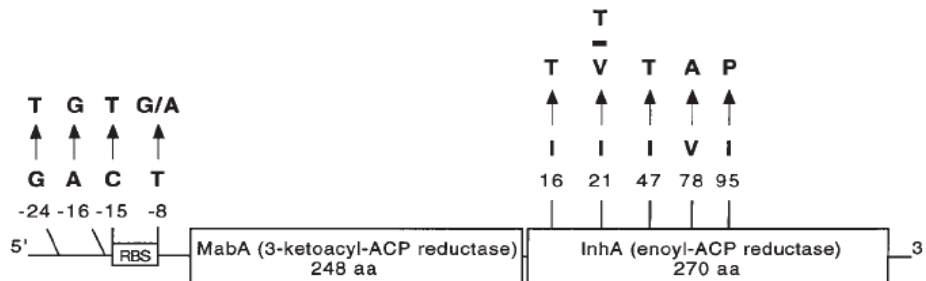 T
T V T A P
T G T G/A
I I I V I
G A C T
16 21 47 78 95
-24 -16 -15 -8
5' RBS MabA (3-ketoacyl-ACP reductase) InhA (enoyl-ACP reductase) 3
248 aa 270 aa